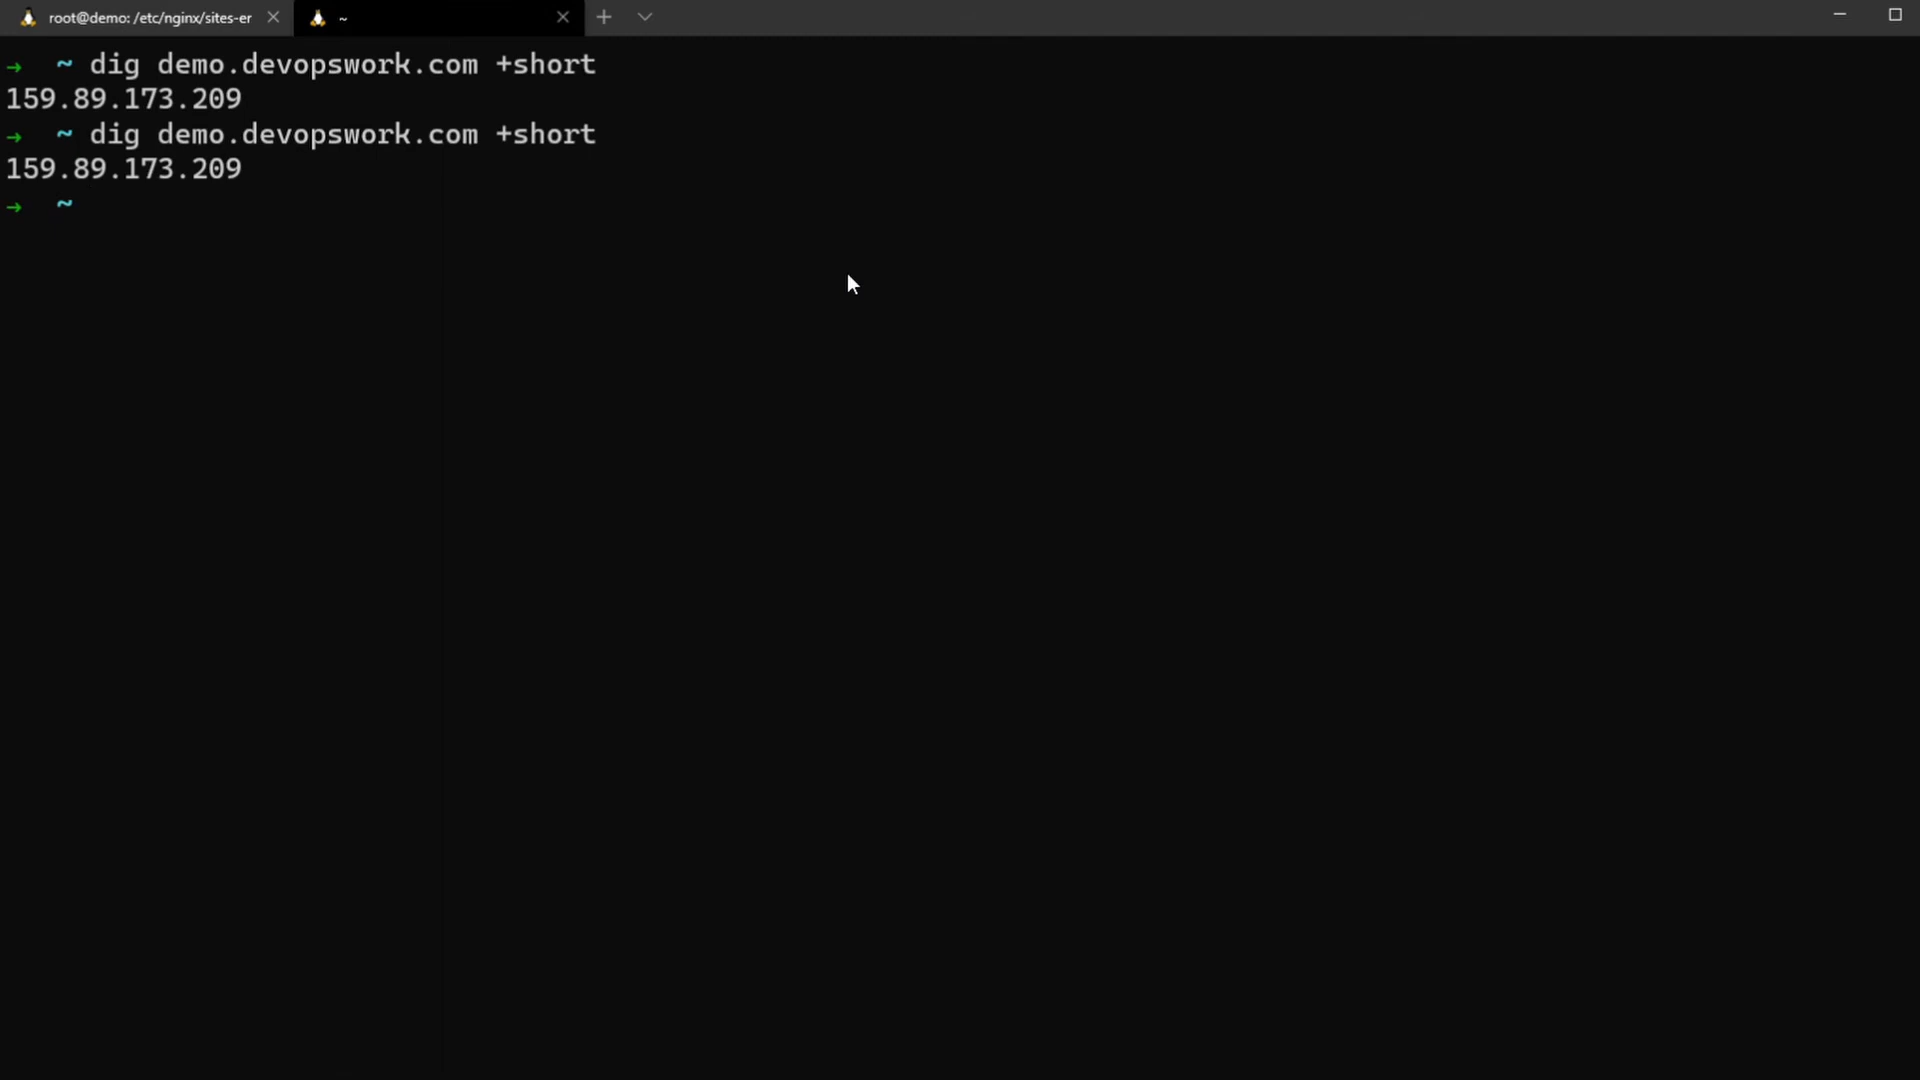 root@demo: /etc/nginx/sites-er
~
→ ~ dig demo.devopswork.com +short
159.89.173.209
→ ~ dig demo.devopswork.com +short
159.89.173.209
→ ~